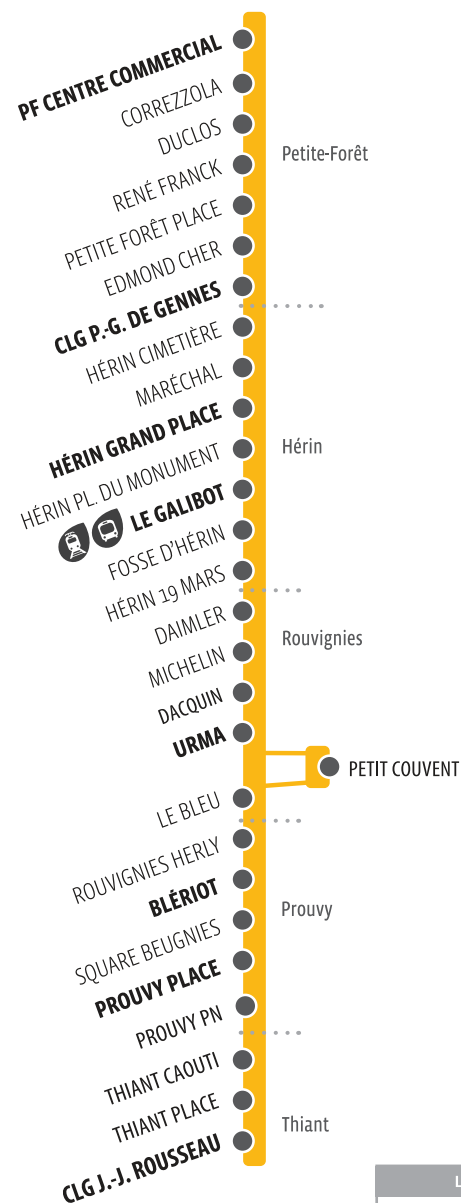 PF CENTRE COMMERCIAL
CORREZZOLA
DUCLOS
RENÉ FRANCK
PETITE FORÊT PLACE
EDMOND CHER
CLG P.-G. DE GENNES
Petite-Forêt
HÉRIN CIMETIÈRE
MARÉCHAL
HÉRIN GRAND PLACE
HÉRIN PL. DU MONUMENT
LE GALIBOT
FOSSE D'HÉRIN
HÉRIN 19 MARS
Hérin
DAIMLER
MICHELIN
DACQUIN
URMA
PETIT COUVENT
LE BLEU
Rouvignies
ROUVIGNIES HERLY
BLÉRIOT
SQUARE BEUGNIES
PROUVY PLACE
PROUVY PN
Prouvy
THIANT CAOUTI
THIANT PLACE
CLG J.-J. ROUSSEAU
Thiant
L